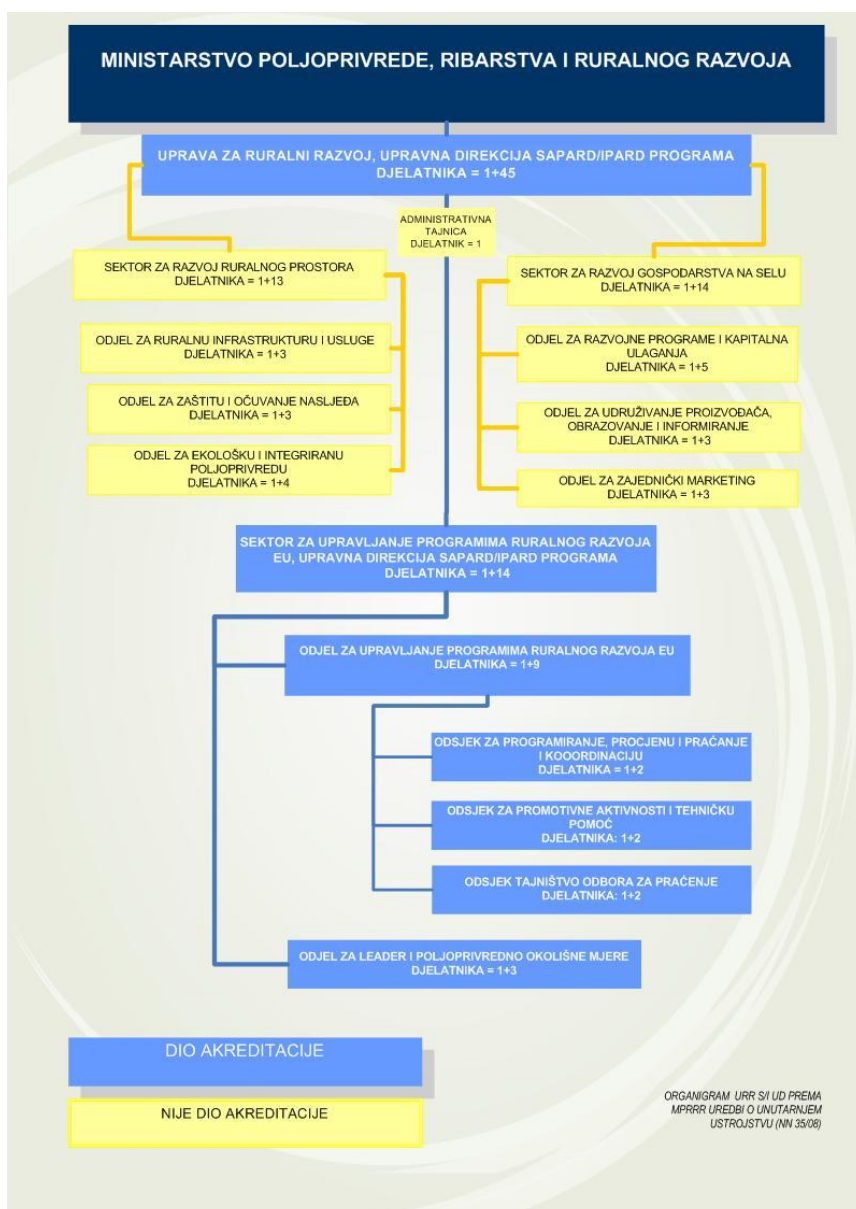 MINISTARSTVO POLJOPRIVREDE, RIBARSTVA I RURALNOG RAZVOJA
UPRAVA ZA RURALNI RAZVOJ, UPRAVNA DIREKCIJA SAPARD/IPARD PROGRAMA
DJELATNIKA = 1+45
ADMINISTRATIVNA
TAJNICA
DJELATNIK = 1
SEKTOR ZA RAZVOJ RURALNOG PROSTORA
DJELATNIKA = 1+13
ODJEL ZA RURALNU INFRASTRUKTURU I USLUGE
DJELATNIKA = 1+3
ODJEL ZA ZAŠTITU I OČUVANJE NASLJEĐA
DJELATNIKA = 1+3
ODJEL ZA EKOLOŠKU I INTEGRIRANU
POLJOPRIVREDU
DJELATNIKA = 1+4
SEKTOR ZA RAZVOJ GOSPODARSTVA NA SELU
DJELATNIKA = 1+14
ODJEL ZA RAZVOJNE PROGRAME I KAPITALNA
ULAGANJA
DJELATNIKA = 1+5
ODJEL ZA UDRUŽIVANJE PROIZVOĐAČA,
OBRAZOVANJE I INFORMIRANJE
DJELATNIKA = 1+3
ODJEL ZA ZAJEDNIČKI MARKETING
DJELATNIKA = 1+3
SEKTOR ZA UPRAVLJANJE PROGRAMIMA RURALNOG RAZVOJA
EU, UPRAVNA DIREKCIJA SAPARD/IPARD PROGRAMA
DJELATNIKA = 1+14
ODJEL ZA UPRAVLJANJE PROGRAMIMA RURALNOG RAZVOJA EU
DJELATNIKA = 1+9
ODSJEK ZA PROGRAMIRANJE, PROCJENU I PRAĆANJE
I KOOORDINACIJU
DJELATNIKA = 1+2
ODSJEK ZA PROMOTIVNE AKTIVNOSTI I TEHNIČKU
POMOĆ
DJELATNIKA: 1+2
ODSJEK TAJNIŠTVO ODBORA ZA PRAĆENJE
DJELATNIKA: 1+2
ODJEL ZA LEADER I POLJOPRIVREDNO OKOLIŠNE MJERE
DJELATNIKA = 1+3
DIO AKREDITACIJE
NIJE DIO AKREDITACIJE
ORGANIGRAM URR S/I UD PREMA
MPRRR UREDBI O UNUTARNJEM
USTROJSTVU (NN 35/08)